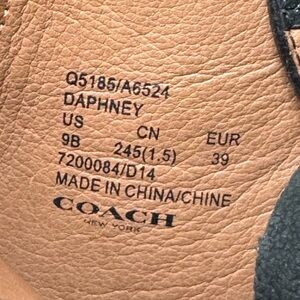 Q5185/A6524
DAPHNEY
US CN EUR
9B 245(1.5) 39
7200084/D14
MADE IN CHINA/CHINE
COACH
NEW YORK